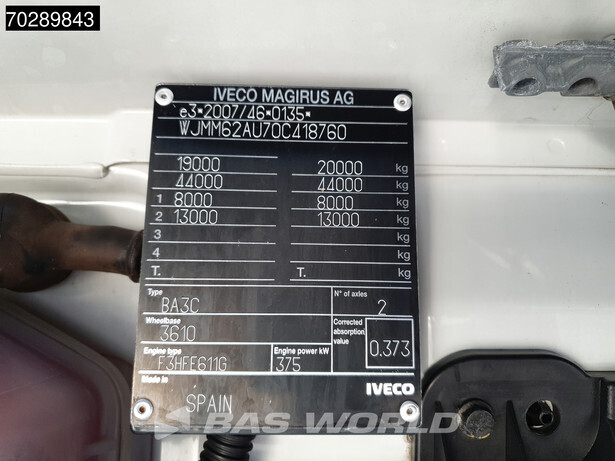 70289843
IVECO MAGIRUS AG
e3*2007/46*0135*
WJMM62AU70C418760
19000 20000 kg
44000 44000 kg
1 8000 8000 kg
2 13000 13000 kg
3 kg
4 kg
T. T. kg
Type BA3C N° of axles 2
Wheelbase 3610 Corrected absorption value 0.373
Engine type F3HFE611G Engine power kW 375
Made in SPAIN IVECO
BAS WORLD